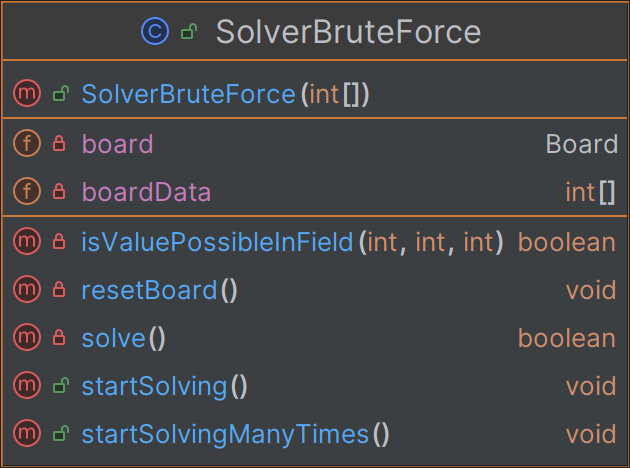 C SolverBruteForce
m SolverBruteForce(int[])
f board Board
f boardData int[]
m isValuePossibleInField(int, int, int) boolean
m resetBoard() void
m solve() boolean
m startSolving() void
m startSolvingManyTimes() void